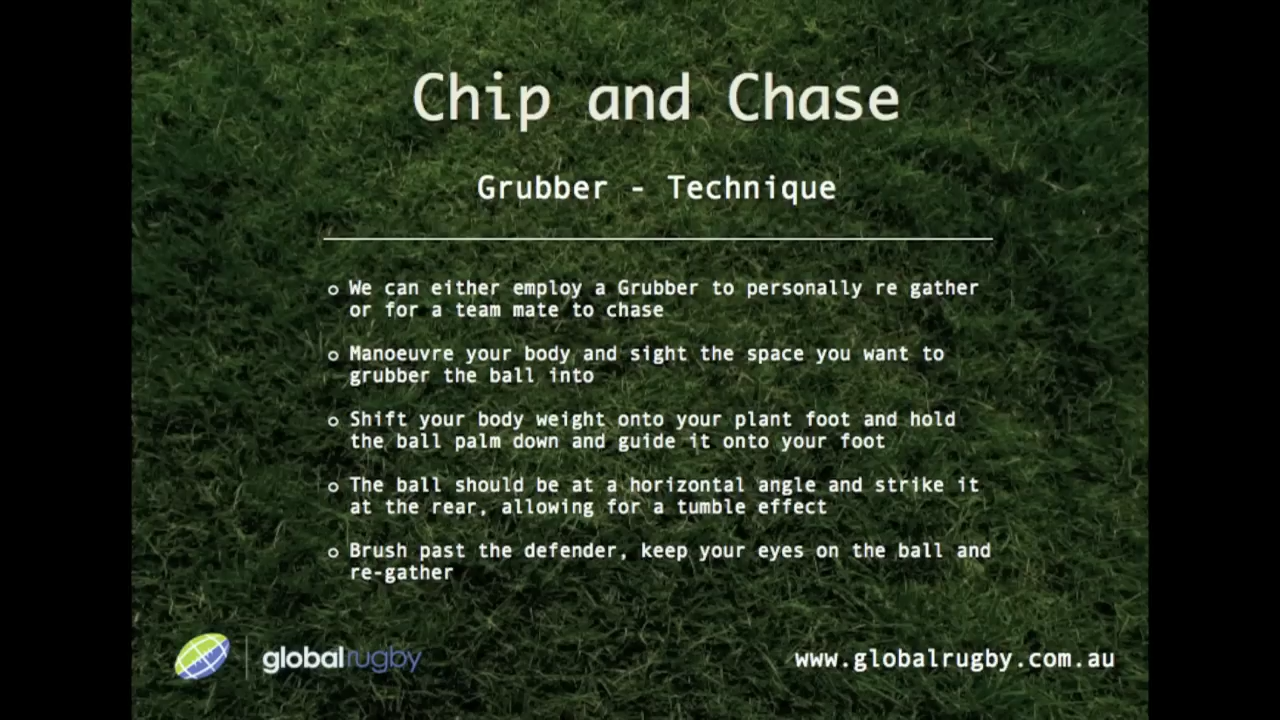 Chip and Chase
Grubber - Technique
o We can either employ a Grubber to personally re gather
or for a team mate to chase
o Manoeuvre your body and sight the space you want to
grubber the ball into
o Shift your body weight onto your plant foot and hold
the ball palm down and guide it onto your foot
o The ball should be at a horizontal angle and strike it
at the rear, allowing for a tumble effect
o Brush past the defender, keep your eyes on the ball and
re-gather
globalrugby
www.globalrugby.com.au